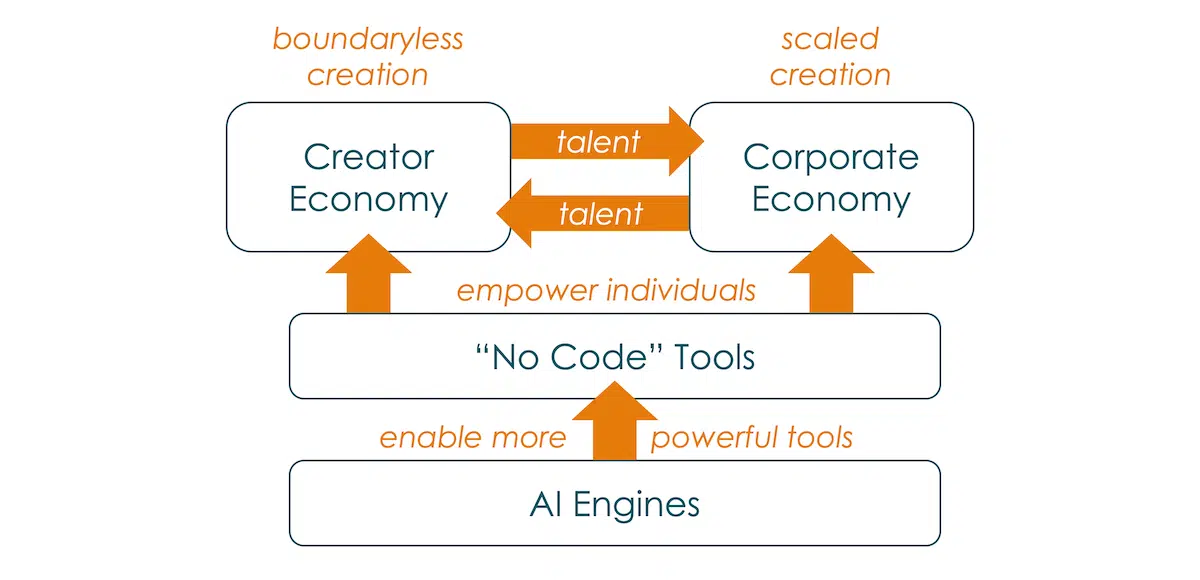 boundaryless
creation
scaled
creation
Creator
Economy
talent
talent
Corporate
Economy
empower individuals
“No Code” Tools
enable more powerful tools
AI Engines